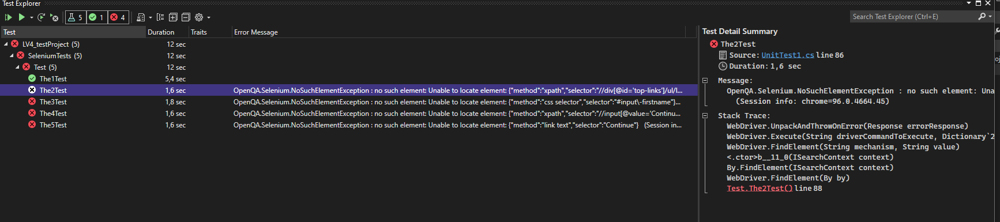 Test Explorer
5 1 4
Search Test Explorer (Ctrl+E)
Test Duration Traits Error Message
LV4_testProject (5) 12 sec
SeleniumTests (5) 12 sec
Test (5) 12 sec
The1Test 5,4 sec
The2Test 1,6 sec OpenQA.Selenium.NoSuchElementException : no such element: Unable to locate element: {"method":"xpath","selector":"//div[@id='top-links']/ul/l...
The3Test 1,8 sec OpenQA.Selenium.NoSuchElementException : no such element: Unable to locate element: {"method":"css selector","selector":"#input\-firstname"}...
The4Test 1,6 sec OpenQA.Selenium.NoSuchElementException : no such element: Unable to locate element: {"method":"xpath","selector":"//input[@value='Continu...
The5Test 1,6 sec OpenQA.Selenium.NoSuchElementException : no such element: Unable to locate element: {"method":"link text","selector":"Continue"} (Session in...
Test Detail Summary
The2Test
Source: UnitTest1.cs line 86
Duration: 1,6 sec
Message:
OpenQA.Selenium.NoSuchElementException : no such element: Una
(Session info: chrome=96.0.4664.45)
Stack Trace:
WebDriver.UnpackAndThrowOnError(Response errorResponse)
WebDriver.Execute(String driverCommandToExecute, Dictionary`2
WebDriver.FindElement(String mechanism, String value)
<.ctor>b__11_0(ISearchContext context)
By.FindElement(ISearchContext context)
WebDriver.FindElement(By by)
Test.The2Test() line 88
oj